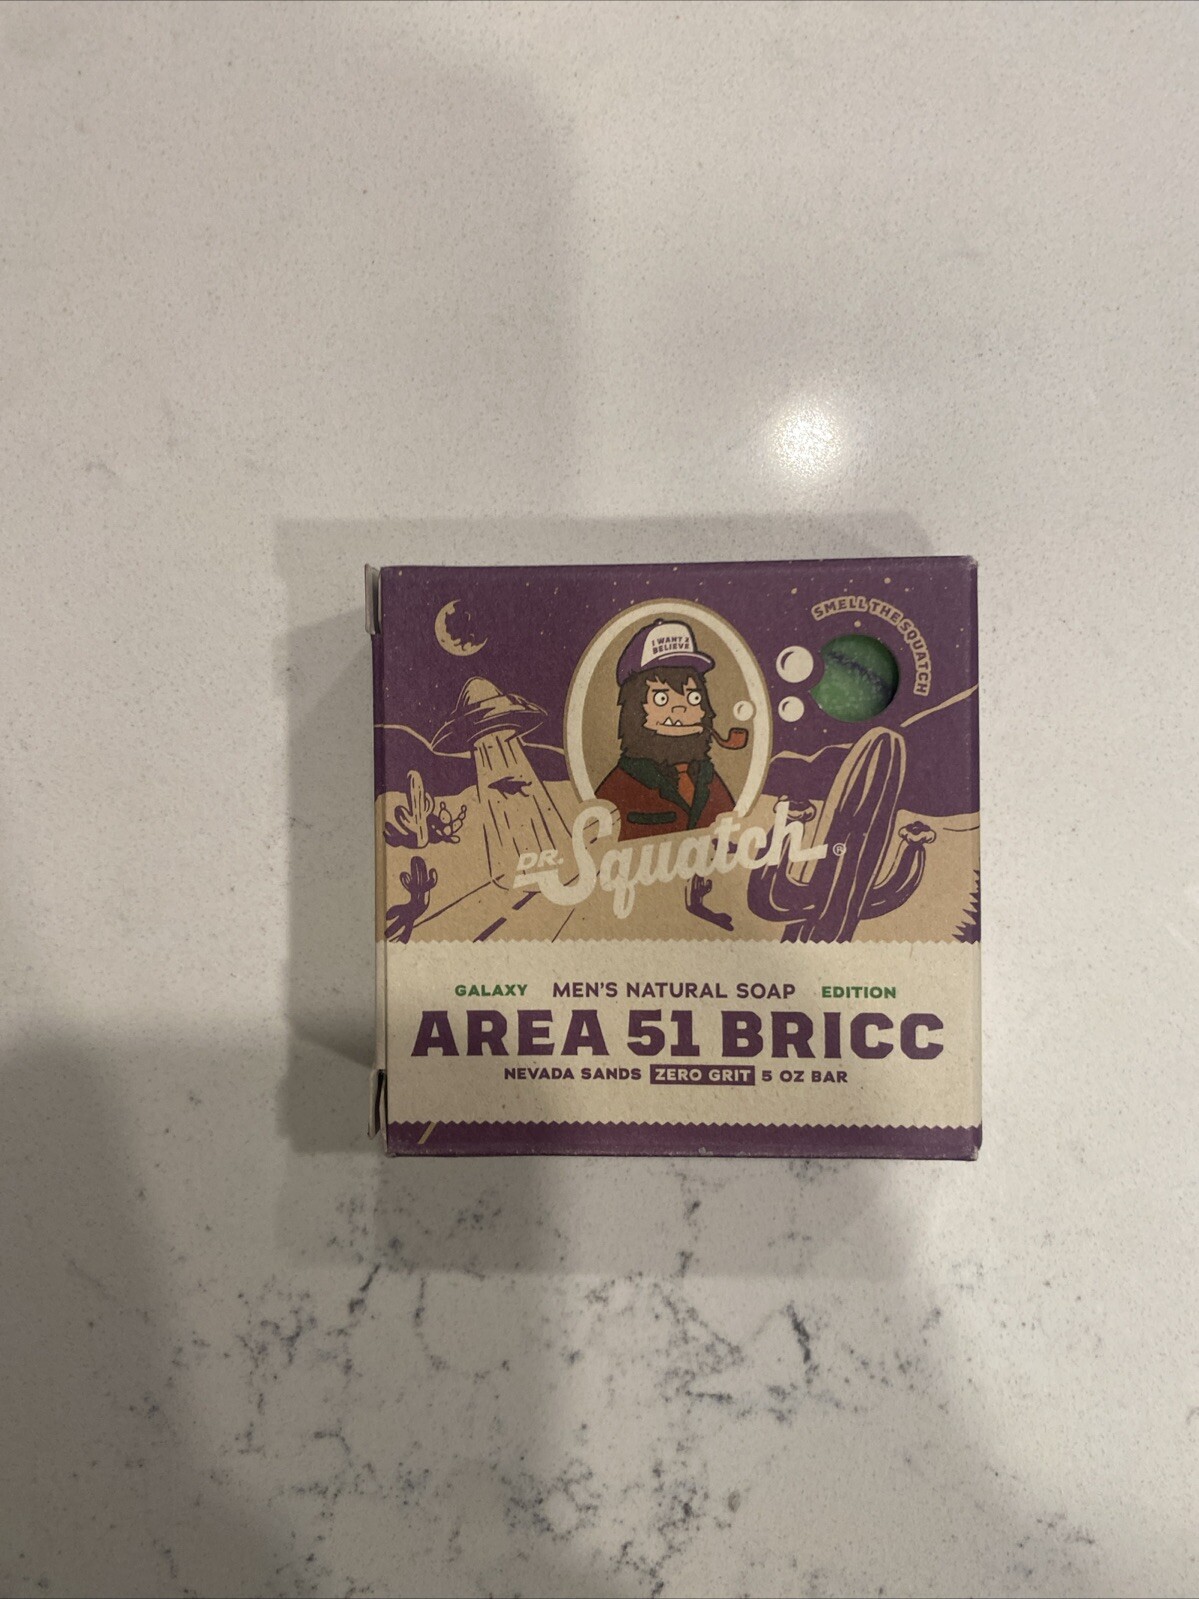 SMELL THE SQUATCH
I WANT 2
BELIEVE
DR. Squatch ®
GALAXY MEN'S NATURAL SOAP EDITION
AREA 51 BRICC
NEVADA SANDS ZERO GRIT 5 OZ BAR